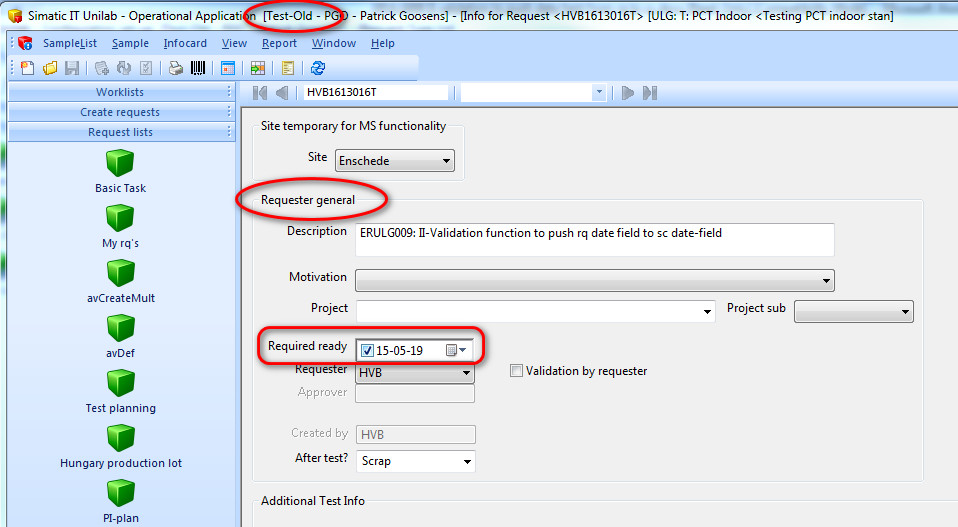 Simatic IT Unilab - Operational Application [Test-Old - PGO - Patrick Goosens] - [Info for Request <HVB1613016T> [ULG: T: PCT Indoor <Testing PCT indoor stan]
SampleList Sample Infocard View Report Window Help
Worklists
Create requests
Request lists
Basic Task
My rq's
avCreateMult
avDef
Test planning
Hungary production lot
PI-plan
HVB1613016T
Site temporary for MS functionality
Site Enschede
Requester general
Description ERULG009: II-Validation function to push rq date field to sc date-field
Motivation
Project Project sub
Required ready 15-05-19
Requester HVB Validation by requester
Approver
Created by HVB
After test? Scrap
Additional Test Info